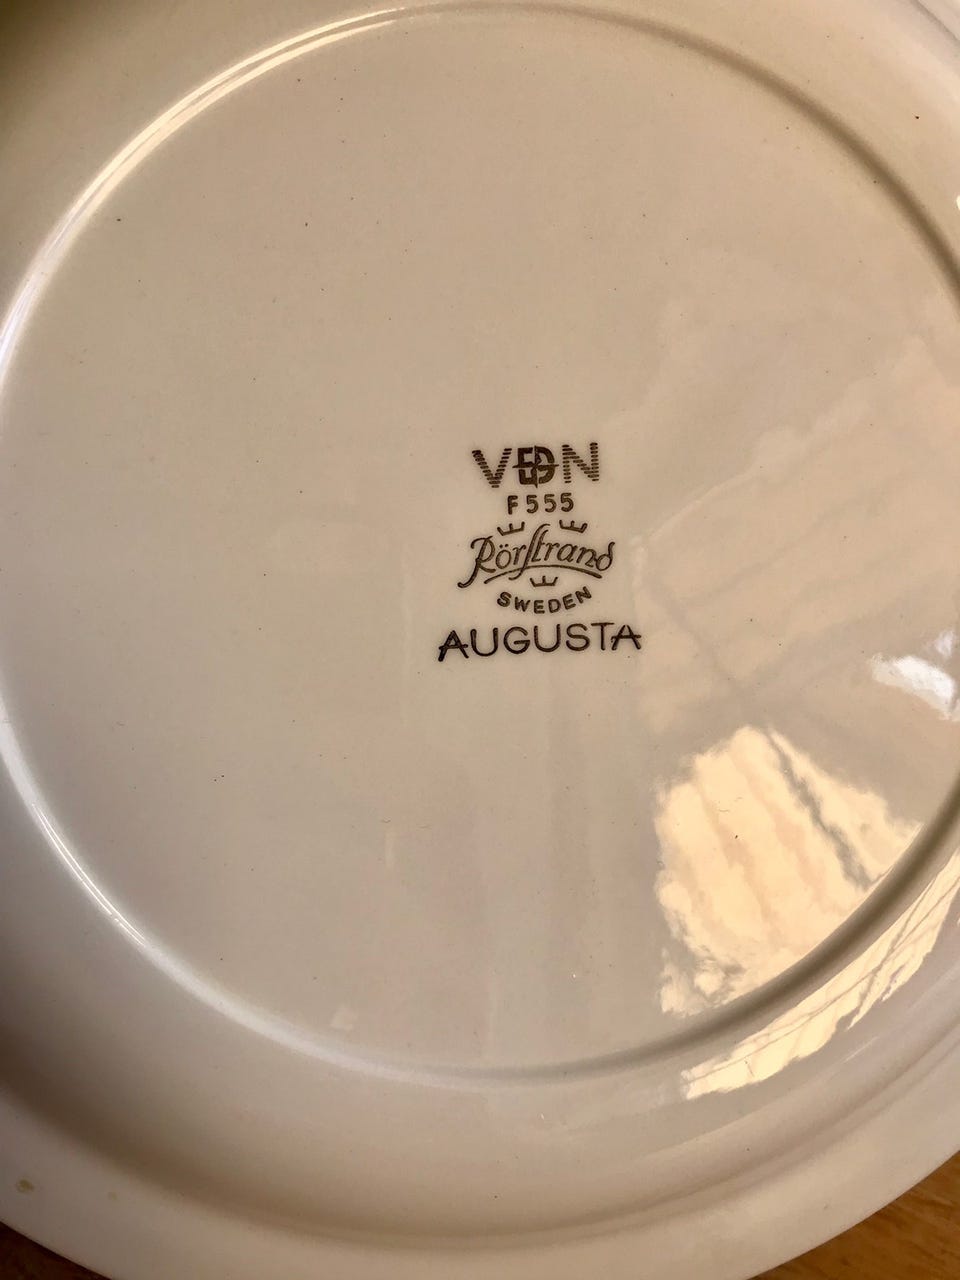 VDN
F555
Rörstrand
SWEDEN
AUGUSTA